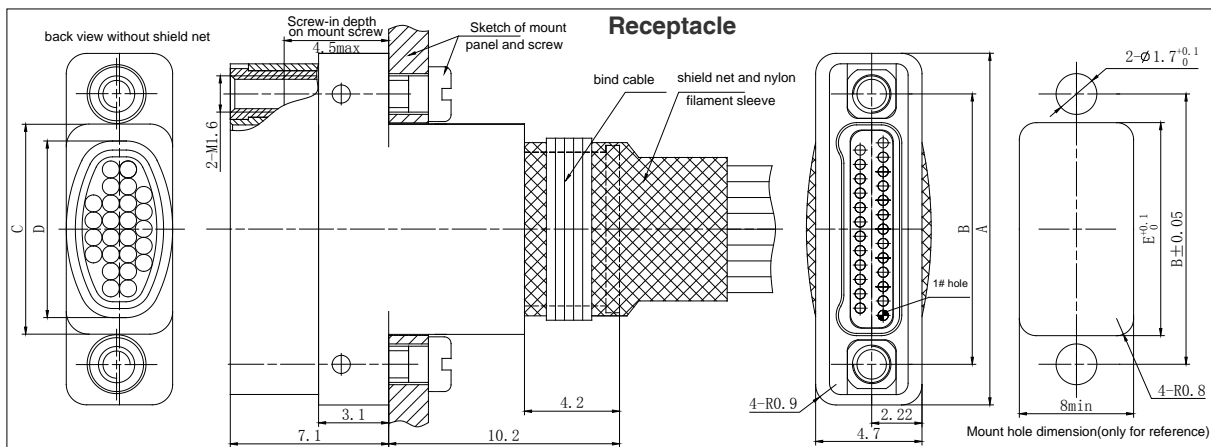 Receptacle
back view without shield net
Screw-in depth
on mount screw
4.5max
Sketch of mount
panel and screw
bind cable
shield net and nylon
filament sleeve
2-M1.6
C
D
3.1
7.1
10.2
4.2
1# hole
B
A
4-R0.9
2.22
4.7
2-Ø1.7+0.1 0
E+0.1 0
B±0.05
4-R0.8
8min
Mount hole dimension(only for reference)